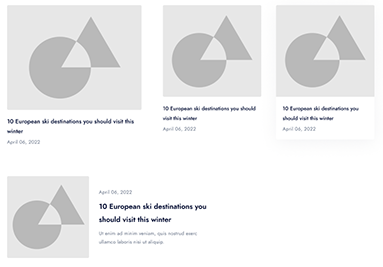 10 European ski destinations you should visit this
winter
April 06, 2022
10 European ski destinations you should
visit this winter
April 06, 2022
10 European ski destinations you
should visit this winter
April 06, 2022
April 06, 2022
10 European ski destinations you
should visit this winter
Ut enim ad minim veniam, quis nostrud exerc
ullamco laboris nisi ut aliquip